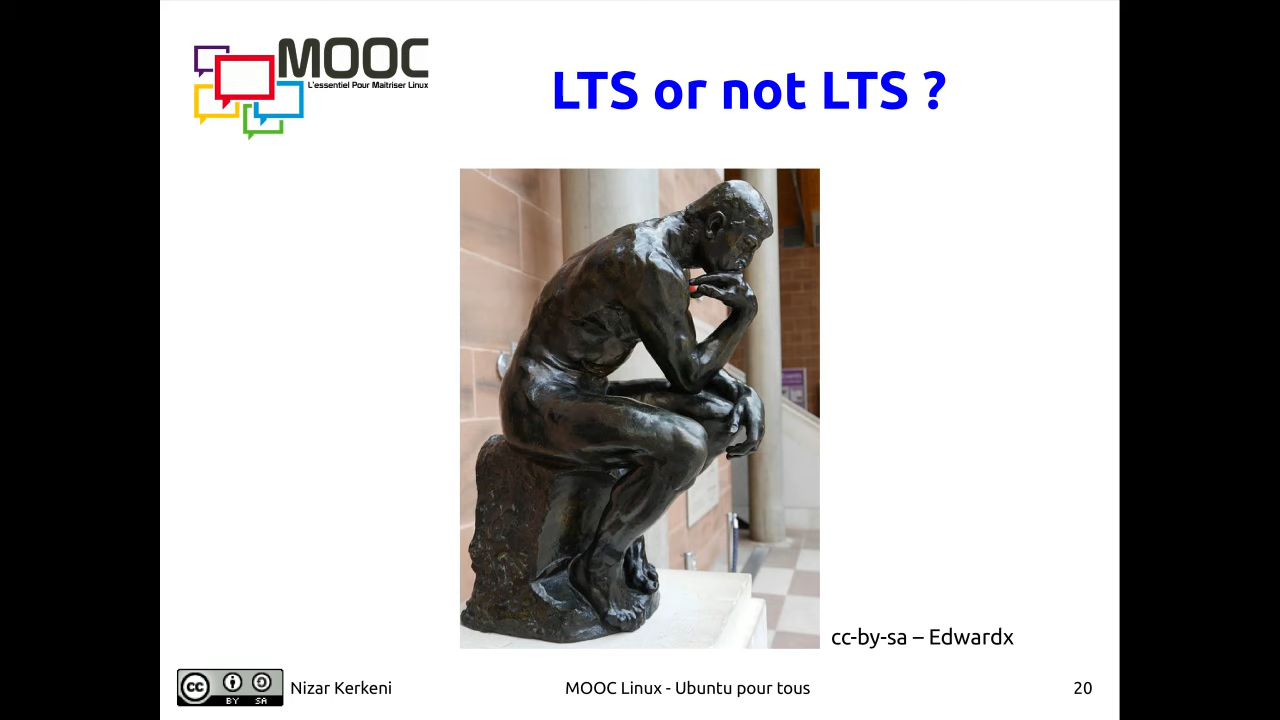 MOOC
L'essentiel Pour Maitriser Linux
LTS or not LTS ?
cc-by-sa – Edwardx
cc
BY SA
Nizar Kerkeni
MOOC Linux - Ubuntu pour tous
20